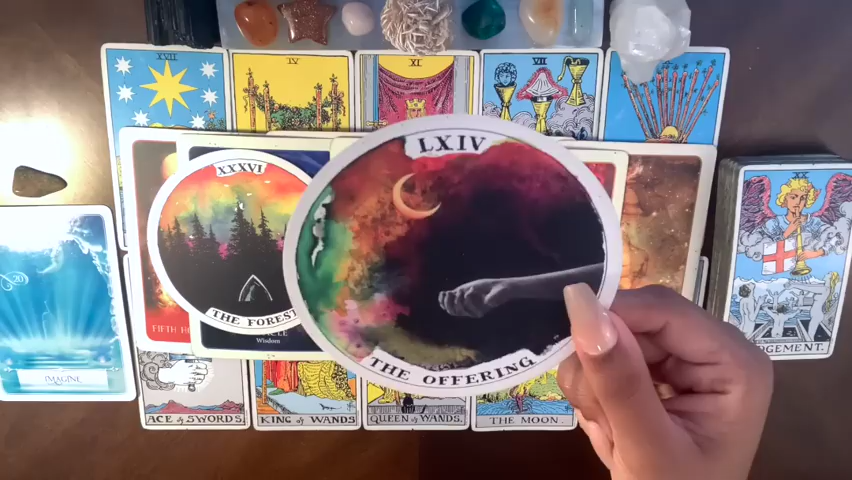 XVII
IV
XI
VII
LXIV
XXXVI
XX
THE FOREST
THE OFFERING
20
IMAGINE
FIFTH
Wisdom
JUDGEMENT.
ACE of SWORDS
KING of WANDS
QUEEN of WANDS.
THE MOON.